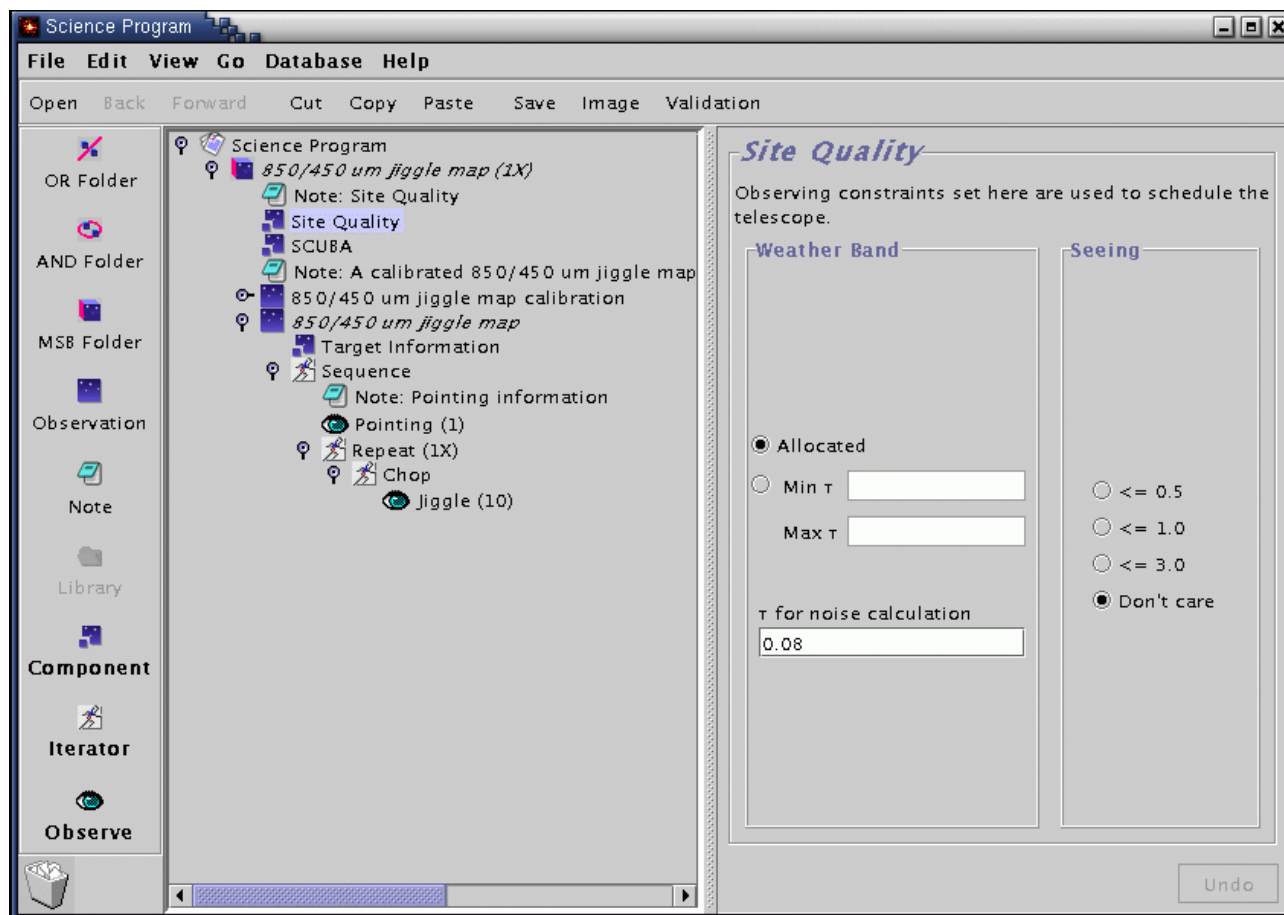 Science Program
File Edit View Go Database Help
Open Back Forward Cut Copy Paste Save Image Validation
OR Folder
AND Folder
MSB Folder
Observation
Note
Library
Component
Iterator
Observe
Science Program
850/450 um jiggle map (1X)
Note: Site Quality
Site Quality
SCUBA
Note: A calibrated 850/450 um jiggle map
850/450 um jiggle map calibration
850/450 um jiggle map
Target Information
Sequence
Note: Pointing information
Pointing (1)
Repeat (1X)
Chop
Jiggle (10)
Site Quality
Observing constraints set here are used to schedule the
telescope.
Weather Band
Allocated
Min τ
Max τ
τ for noise calculation
0.08
Seeing
<= 0.5
<= 1.0
<= 3.0
Don't care
Undo